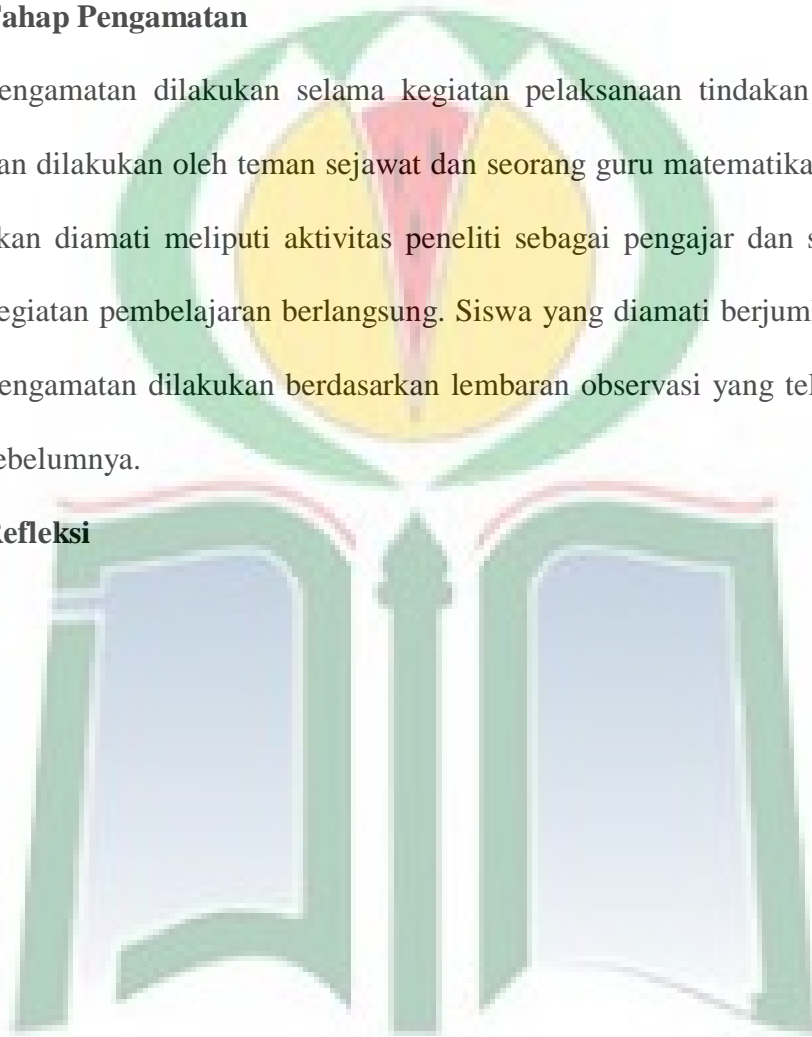 Tahap Pengamatan
engamatan dilakukan selama kegiatan pelaksanaan tindakan
an dilakukan oleh teman sejawat dan seorang guru matematika
kan diamati meliputi aktivitas peneliti sebagai pengajar dan s
egiatan pembelajaran berlangsung. Siswa yang diamati berjum
engamatan dilakukan berdasarkan lembaran observasi yang tel
ebelumnya.
Refleksi